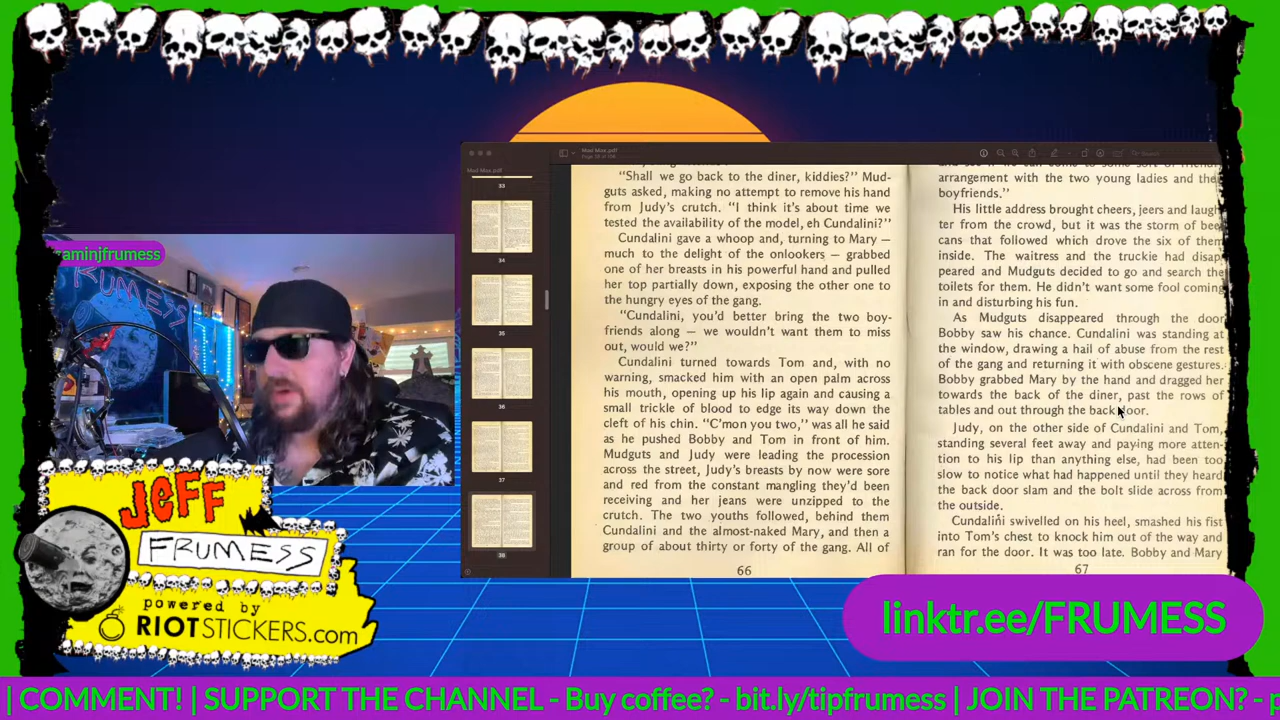 Mad Max.pdf
Mad Max.pdf
33
34
35
36
37
38
"Shall we go back to the diner, kiddies?" Mud-
guts asked, making no attempt to remove his hand
from Judy's crutch. "I think it's about time we
tested the availability of the model, eh Cundalini?"
Cundalini gave a whoop and, turning to Mary —
much to the delight of the onlookers — grabbed
one of her breasts in his powerful hand and pulled
her top partially down, exposing the other one to
the hungry eyes of the gang.
"Cundalini, you'd better bring the two boy-
friends along — we wouldn't want them to miss
out, would we?"
Cundalini turned towards Tom and, with no
warning, smacked him with an open palm across
his mouth, opening up his lip again and causing a
small trickle of blood to edge its way down the
cleft of his chin. "C'mon you two," was all he said
as he pushed Bobby and Tom in front of him.
Mudguts and Judy were leading the procession
across the street, Judy's breasts by now were sore
and red from the constant mangling they'd been
receiving and her jeans were unzipped to the
crutch. The two youths followed, behind them
Cundalini and the almost-naked Mary, and then a
group of about thirty or forty of the gang. All of
66
arrangement with the two young ladies and the
boyfriends."
His little address brought cheers, jeers and laugh
ter from the crowd, but it was the storm of bee
cans that followed which drove the six of them
inside. The waitress and the truckie had disap
peared and Mudguts decided to go and search the
toilets for them. He didn't want some fool coming
in and disturbing his fun.
As Mudguts disappeared through the door
Bobby saw his chance. Cundalini was standing at
the window, drawing a hail of abuse from the rest
of the gang and returning it with obscene gestures.
Bobby grabbed Mary by the hand and dragged her
towards the back of the diner, past the rows of
tables and out through the back door.
Judy, on the other side of Cundalini and Tom,
standing several feet away and paying more atten-
tion to his lip than anything else, had been too
slow to notice what had happened until they heard
the back door slam and the bolt slide across from
the outside.
Cundalini swivelled on his heel, smashed his fist
into Tom's chest to knock him out of the way and
ran for the door. It was too late. Bobby and Mary
67
aminjfrumess
JEFF
FRUMESS
powered by
RIOTSTICKERS.com
linktr.ee/FRUMESS
| COMMENT! | SUPPORT THE CHANNEL - Buy coffee? - bit.ly/tipfrumess | JOIN THE PATREON? - p